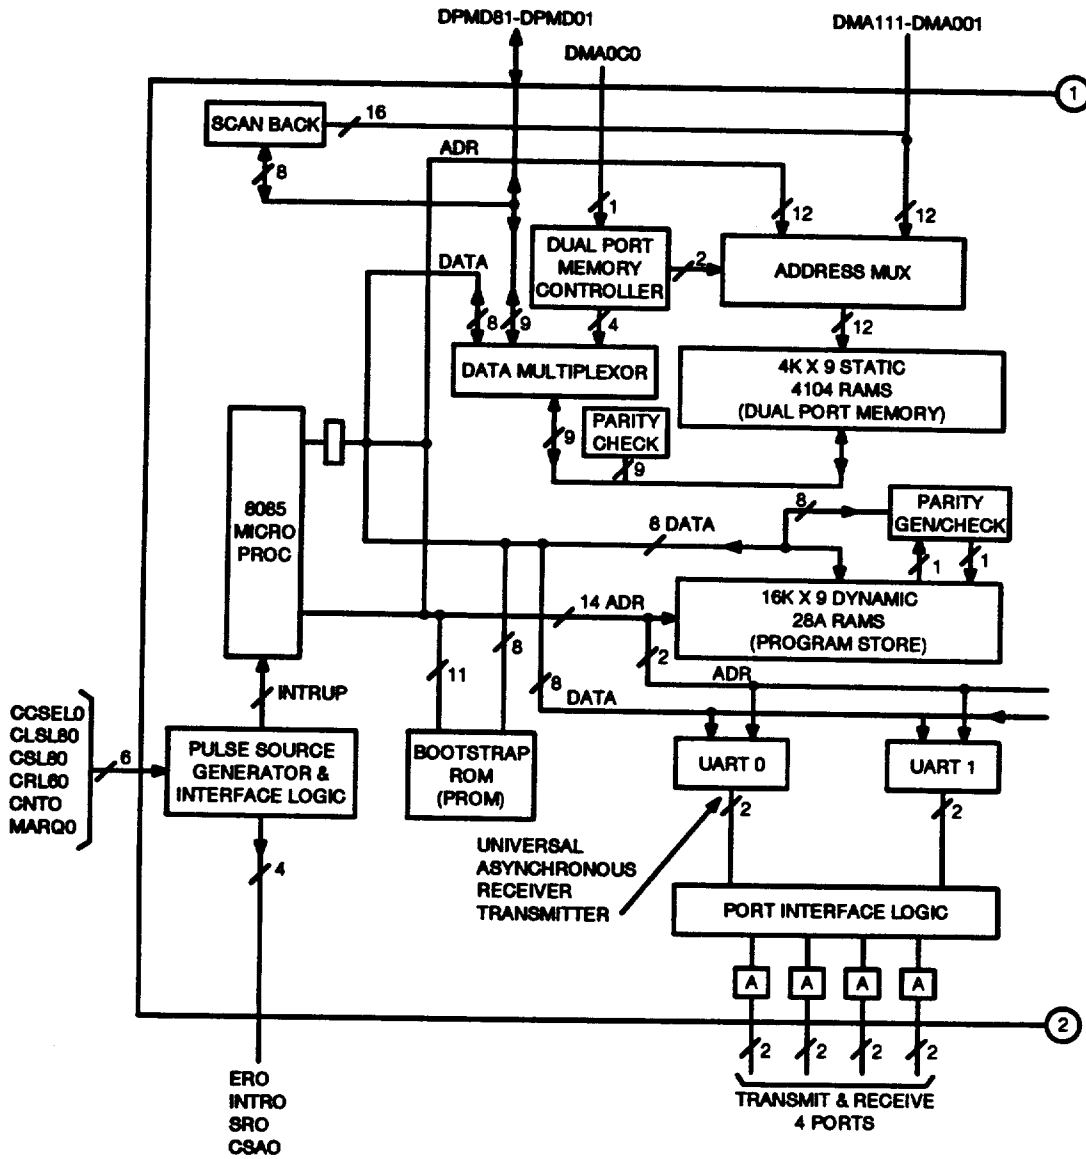 DPMD81-DPMD01
DMA111-DMA001
DMA0C0
1
SCAN BACK
16
ADR
8
1
12
12
DUAL PORT
MEMORY
CONTROLLER
2
ADDRESS MUX
DATA
8
9
4
12
DATA MULTIPLEXOR
4K X 9 STATIC
4104 RAMS
(DUAL PORT MEMORY)
PARITY
CHECK
9
9
8085
MICRO
PROC
8
PARITY
GEN/CHECK
8 DATA
1
1
14 ADR
16K X 9 DYNAMIC
28A RAMS
(PROGRAM STORE)
8
2
11
8
ADR
INTRUP
DATA
CCSEL0
CLSL80
CSL80
CRL60
CNTO
MARQ0
6
PULSE SOURCE
GENERATOR &
INTERFACE LOGIC
BOOTSTRAP
ROM
(PROM)
UART 0
UART 1
2
2
4
UNIVERSAL
ASYNCHRONOUS
RECEIVER
TRANSMITTER
PORT INTERFACE LOGIC
A
A
A
A
2
2
2
2
2
TRANSMIT & RECEIVE
4 PORTS
ERO
INTRO
SRO
CSAO